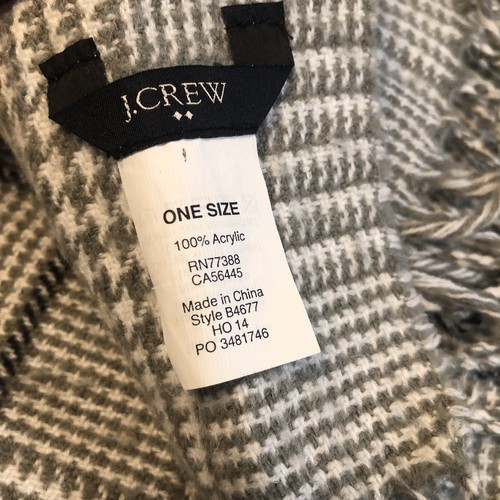 J.CREW
ONE SIZE
100% Acrylic
RN77388
CA56445
Made in China
Style B4677
HO 14
PO 3481746